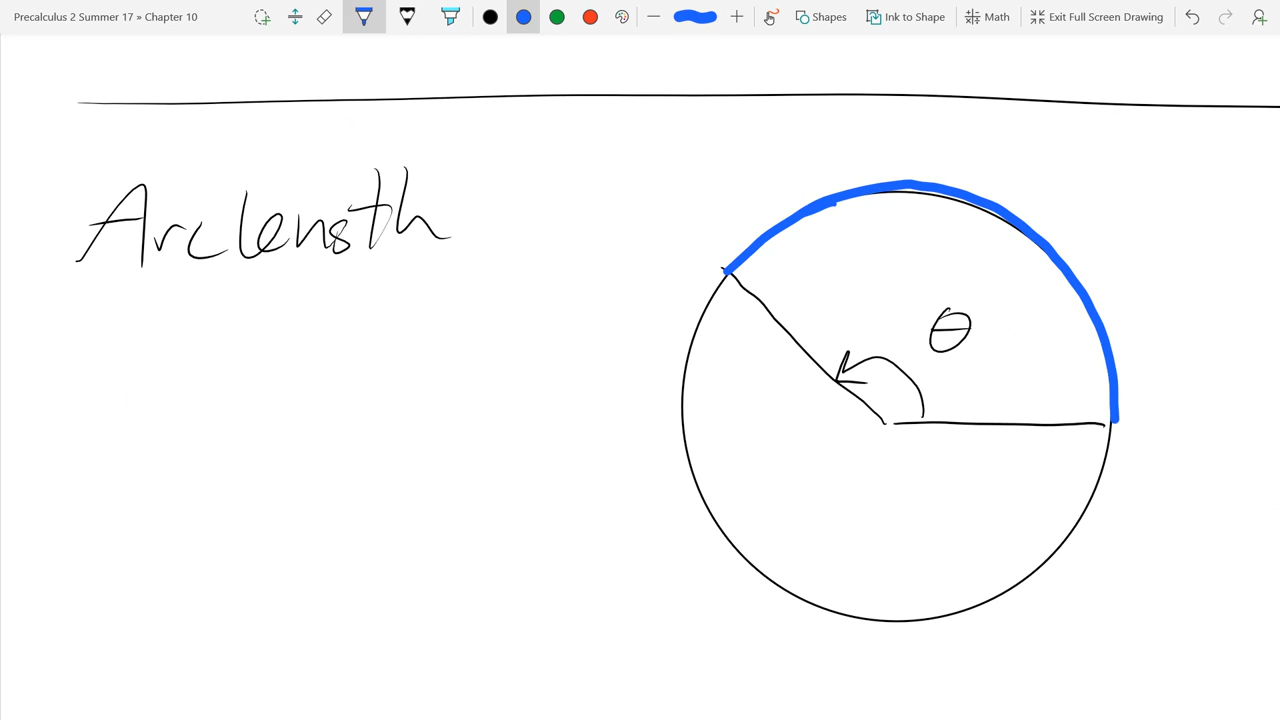 Precalculus 2 Summer 17 » Chapter 10
Shapes
Ink to Shape
Math
Exit Full Screen Drawing
Arclength
θ